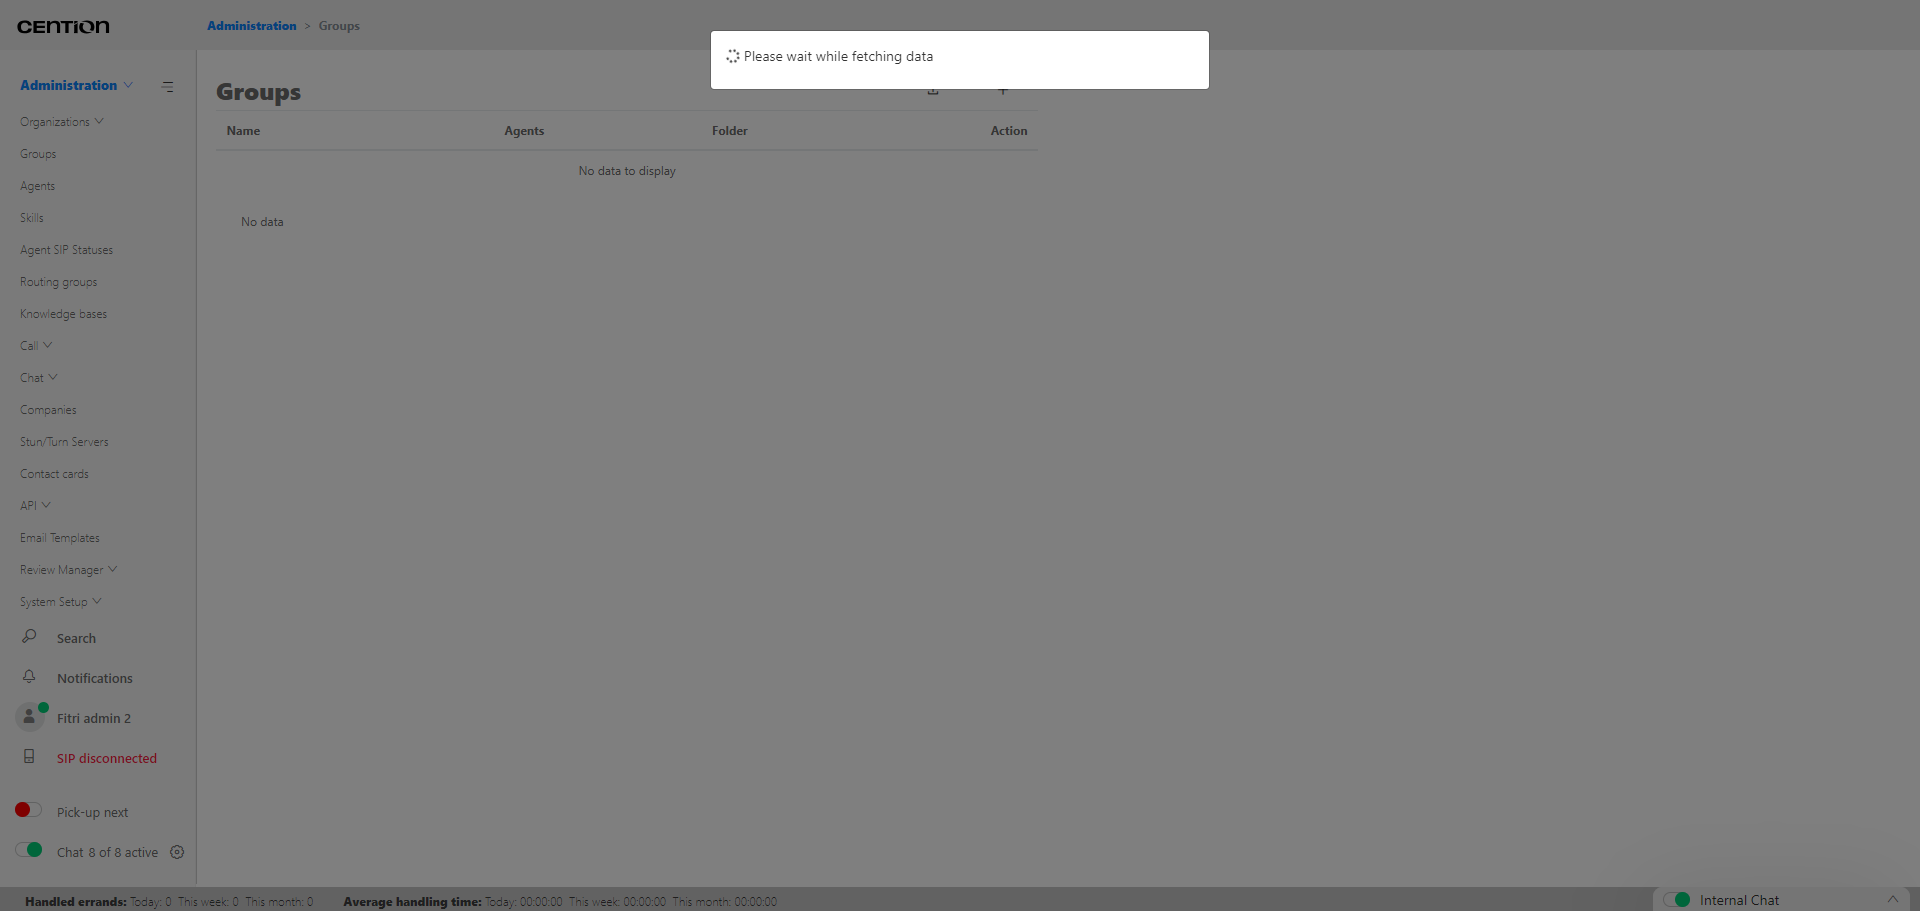 CENTION
Administration > Groups
Please wait while fetching data
Administration
Organizations
Groups
Agents
Skills
Agent SIP Statuses
Routing groups
Knowledge bases
Call
Chat
Companies
Stun/Turn Servers
Contact cards
API
Email Templates
Review Manager
System Setup
Search
Notifications
Fitri admin 2
SIP disconnected
Pick-up next
Chat 8 of 8 active
Groups
Name Agents Folder Action
No data to display
No data
Handled errands: Today: 0 This week: 0 This month: 0 Average handling time: Today: 00:00:00 This week: 00:00:00 This month: 00:00:00
Internal Chat